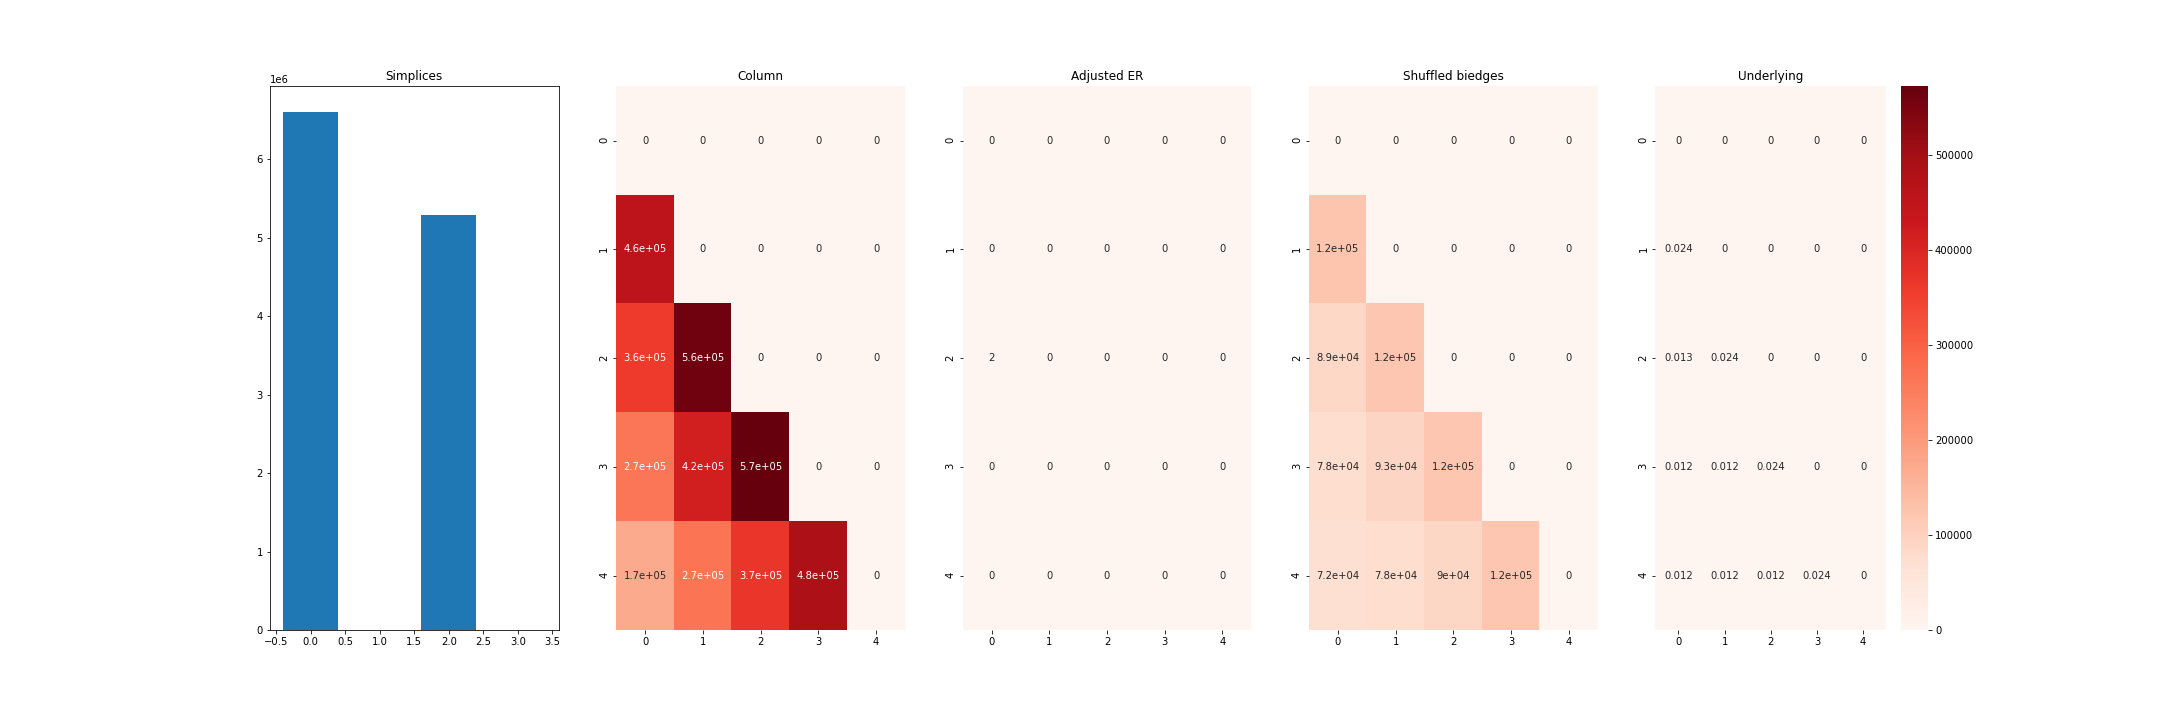 Simplices
Column
Adjusted ER
Shuffled biedges
Underlying
1e6
6
5
4
3
2
1
0
−0.5 0.0 0.5 1.0 1.5 2.0 2.5 3.0 3.5
0 0 0 0 0 0
1 4.6e+05 0 0 0 0
2 3.6e+05 5.6e+05 0 0 0
3 2.7e+05 4.2e+05 5.7e+05 0 0
4 1.7e+05 2.7e+05 3.7e+05 4.8e+05 0
0 1 2 3 4
0 0 0 0 0 0
1 0 0 0 0 0
2 2 0 0 0 0
3 0 0 0 0 0
4 0 0 0 0 0
0 1 2 3 4
0 0 0 0 0 0
1 1.2e+05 0 0 0 0
2 8.9e+04 1.2e+05 0 0 0
3 7.8e+04 9.3e+04 1.2e+05 0 0
4 7.2e+04 7.8e+04 9e+04 1.2e+05 0
0 1 2 3 4
0 0 0 0 0 0
1 0.024 0 0 0 0
2 0.013 0.024 0 0 0
3 0.012 0.012 0.024 0 0
4 0.012 0.012 0.012 0.024 0
0 1 2 3 4
500000
400000
300000
200000
100000
0